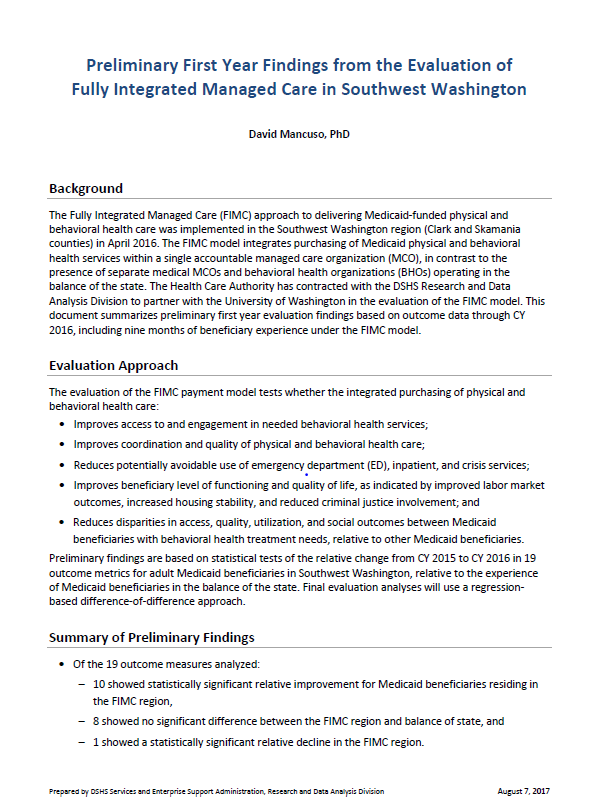 Preliminary First Year Findings from the Evaluation of
Fully Integrated Managed Care in Southwest Washington
David Mancuso, PhD
Background
The Fully Integrated Managed Care (FIMC) approach to delivering Medicaid-funded physical and
behavioral health care was implemented in the Southwest Washington region (Clark and Skamania
counties) in April 2016. The FIMC model integrates purchasing of Medicaid physical and behavioral
health services within a single accountable managed care organization (MCO), in contrast to the
presence of separate medical MCOs and behavioral health organizations (BHOs) operating in the
balance of the state. The Health Care Authority has contracted with the DSHS Research and Data
Analysis Division to partner with the University of Washington in the evaluation of the FIMC model. This
document summarizes preliminary first year evaluation findings based on outcome data through CY
2016, including nine months of beneficiary experience under the FIMC model.
Evaluation Approach
The evaluation of the FIMC payment model tests whether the integrated purchasing of physical and
behavioral health care:
• Improves access to and engagement in needed behavioral health services;
• Improves coordination and quality of physical and behavioral health care;
• Reduces potentially avoidable use of emergency department (ED), inpatient, and crisis services;
• Improves beneficiary level of functioning and quality of life, as indicated by improved labor market
outcomes, increased housing stability, and reduced criminal justice involvement; and
• Reduces disparities in access, quality, utilization, and social outcomes between Medicaid
beneficiaries with behavioral health treatment needs, relative to other Medicaid beneficiaries.
Preliminary findings are based on statistical tests of the relative change from CY 2015 to CY 2016 in 19
outcome metrics for adult Medicaid beneficiaries in Southwest Washington, relative to the experience
of Medicaid beneficiaries in the balance of the state. Final evaluation analyses will use a regression-
based difference-of-difference approach.
Summary of Preliminary Findings
• Of the 19 outcome measures analyzed:
– 10 showed statistically significant relative improvement for Medicaid beneficiaries residing in
the FIMC region,
– 8 showed no significant difference between the FIMC region and balance of state, and
– 1 showed a statistically significant relative decline in the FIMC region.
Prepared by DSHS Services and Enterprise Support Administration, Research and Data Analysis Division August 7, 2017